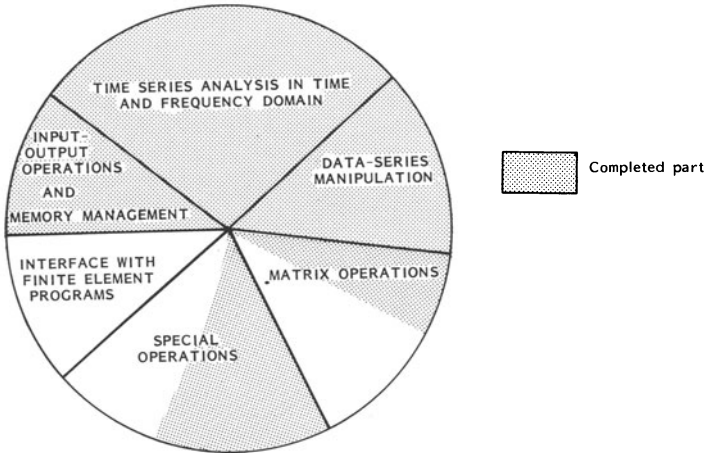 TIME SERIES ANALYSIS IN TIME
AND FREQUENCY DOMAIN
INPUT-
OUTPUT
OPERATIONS
AND
MEMORY MANAGEMENT
DATA-SERIES
MANIPULATION
Completed part
INTERFACE WITH
FINITE ELEMENT
PROGRAMS
MATRIX OPERATIONS
SPECIAL
OPERATIONS